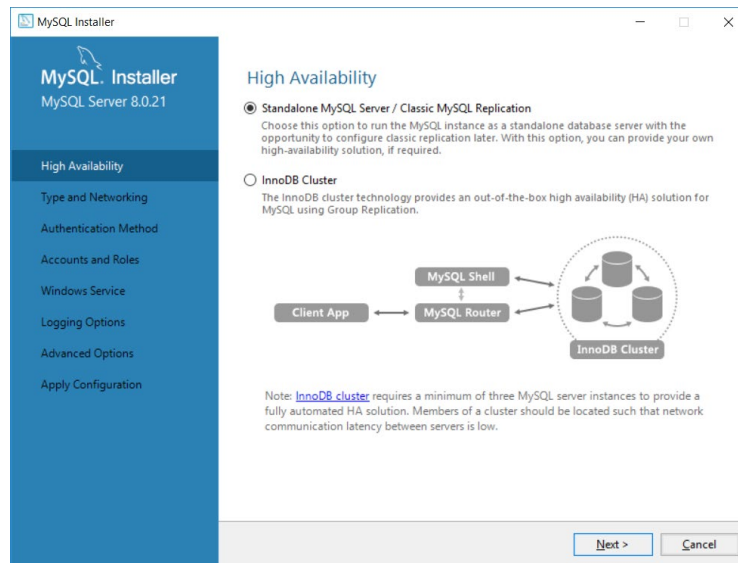 MySQL Installer
MySQL. Installer
MySQL Server 8.0.21
High Availability
Type and Networking
Authentication Method
Accounts and Roles
Windows Service
Logging Options
Advanced Options
Apply Configuration
High Availability
Standalone MySQL Server / Classic MySQL Replication
Choose this option to run the MySQL instance as a standalone database server with the
opportunity to configure classic replication later. With this option, you can provide your own
high-availability solution, if required.
InnoDB Cluster
The InnoDB cluster technology provides an out-of-the-box high availability (HA) solution for
MySQL using Group Replication.
MySQL Shell
Client App
MySQL Router
InnoDB Cluster
Note: InnoDB cluster requires a minimum of three MySQL server instances to provide a
fully automated HA solution. Members of a cluster should be located such that network
communication latency between servers is low.
Next >
Cancel